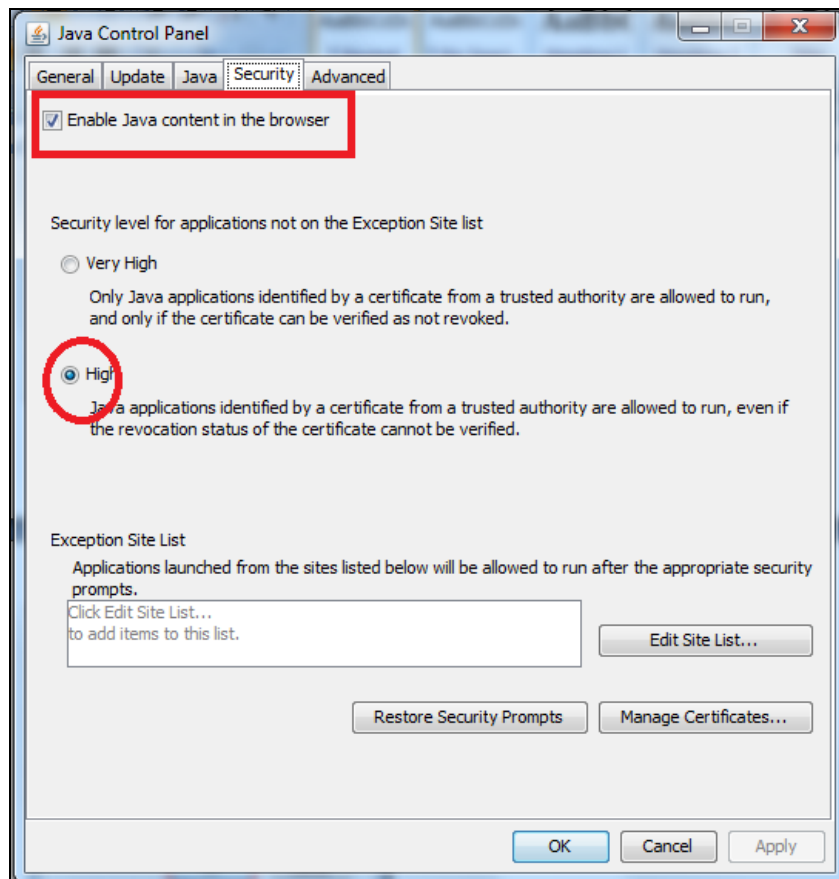 Java Control Panel
General Update Java Security Advanced
Enable Java content in the browser
Security level for applications not on the Exception Site list
Very High
Only Java applications identified by a certificate from a trusted authority are allowed to run,
and only if the certificate can be verified as not revoked.
High
Java applications identified by a certificate from a trusted authority are allowed to run, even if
the revocation status of the certificate cannot be verified.
Exception Site List
Applications launched from the sites listed below will be allowed to run after the appropriate security
prompts.
Click Edit Site List...
to add items to this list.
Edit Site List...
Restore Security Prompts Manage Certificates...
OK Cancel Apply